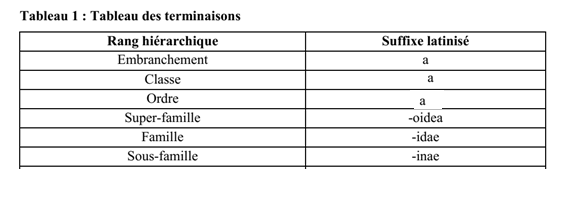 Tableau 1 : Tableau des terminaisons
Rang hiérarchique Suffixe latinisé
Embranchement a
Classe a
Ordre a
Super-famille -oidea
Famille -idae
Sous-famille -inae